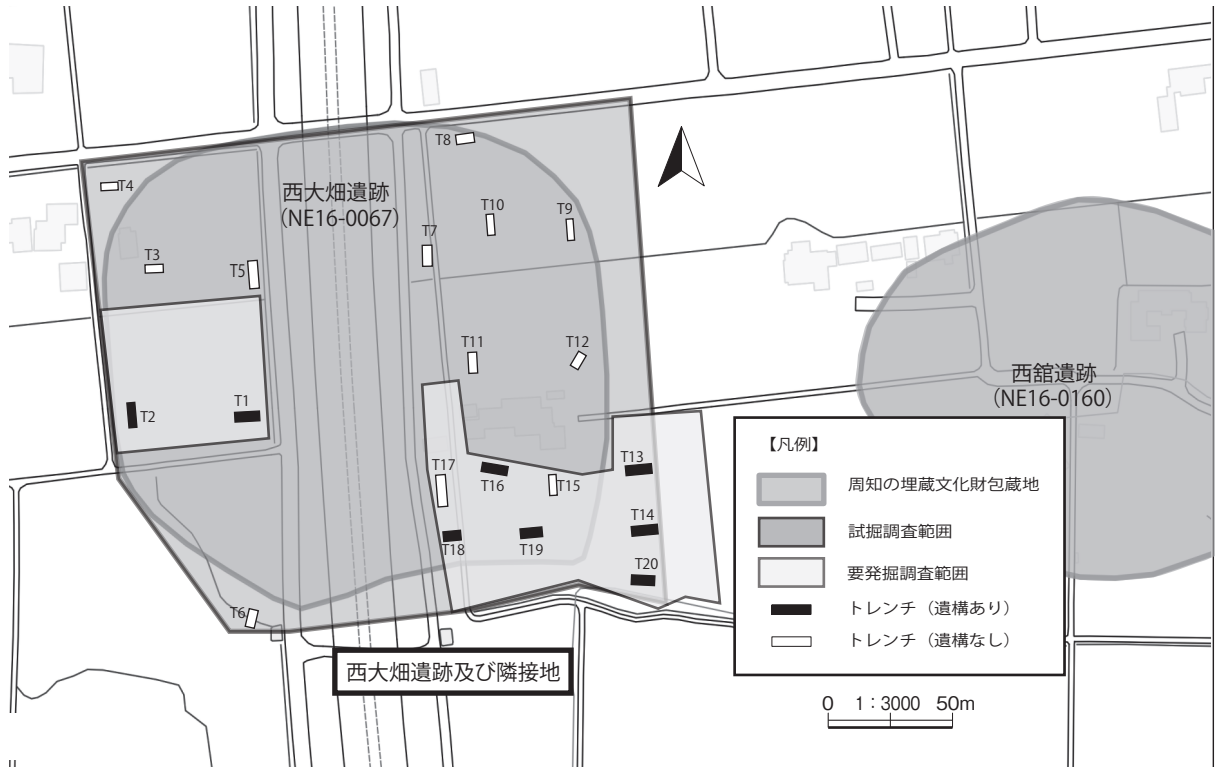 T8
T4
西大畑遺跡
(NE16-0067)
T10
T9
T7
T3
T5
T11
T12
西舘遺跡
(NE16-0160)
T2
T1
【凡例】
周知の埋蔵文化財包蔵地
試掘調査範囲
要発掘調査範囲
トレンチ（遺構あり）
トレンチ（遺構なし）
T17
T16
T15
T13
T14
T18
T19
T20
T6
西大畑遺跡及び隣接地
0 1：3000 50m